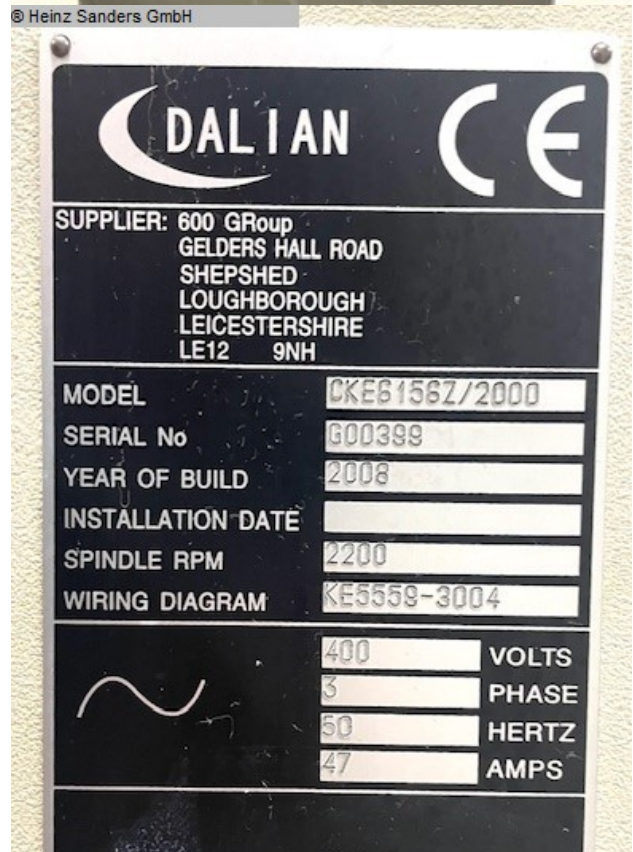 © Heinz Sanders GmbH
DALIAN CE
SUPPLIER: 600 GRoup
GELDERS HALL ROAD
SHEPSHED
LOUGHBOROUGH
LEICESTERSHIRE
LE12 9NH
MODEL CKE6156Z/2000
SERIAL No G00399
YEAR OF BUILD 2008
INSTALLATION DATE
SPINDLE RPM 2200
WIRING DIAGRAM KE5559-3004
400 VOLTS
3 PHASE
50 HERTZ
47 AMPS